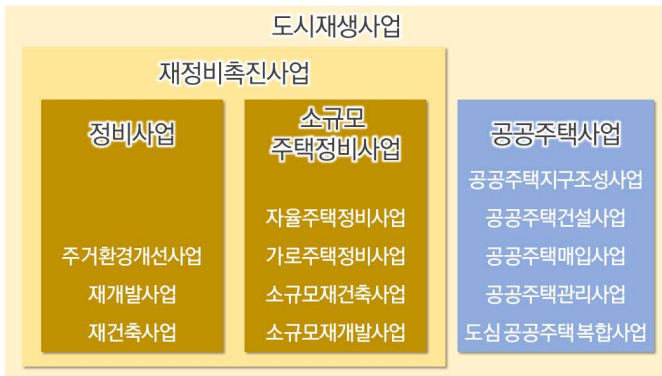 도시재생사업
재정비촉진사업
정비사업
주거환경개선사업
재개발사업
재건축사업
소규모
주택정비사업
자율주택정비사업
가로주택정비사업
소규모재건축사업
소규모재개발사업
공공주택사업
공공주택지구조성사업
공공주택건설사업
공공주택매입사업
공공주택관리사업
도심공공주택복합사업